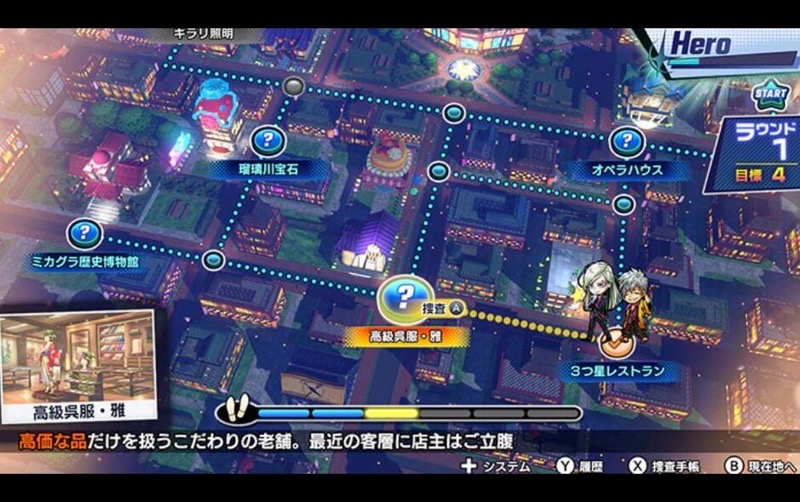 キラリ照明
Hero
START
ラウンド
1
目標 4
?
瑠璃川宝石
?
オペラハウス
?
ミカグラ歴史博物館
?
捜査 A
高級呉服・雅
3つ星レストラン
高級呉服・雅
高価な品だけを扱うこだわりの老舗。最近の客層に店主はご立腹
システム
Y 履歴
X 捜査手帳
B 現在地へ